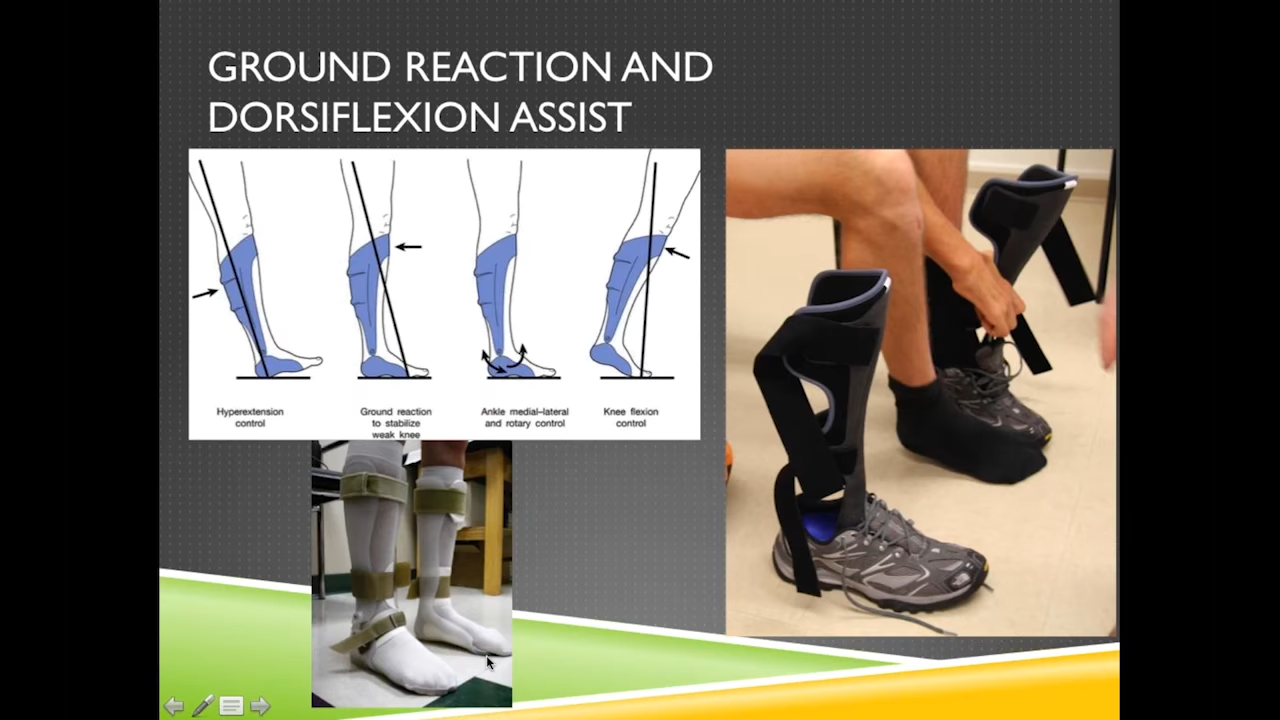 GROUND REACTION AND
DORSIFLEXION ASSIST
Hyperextension
control
Ground reaction
to stabilize
weak knee
Ankle medial–lateral
and rotary control
Knee flexion
control